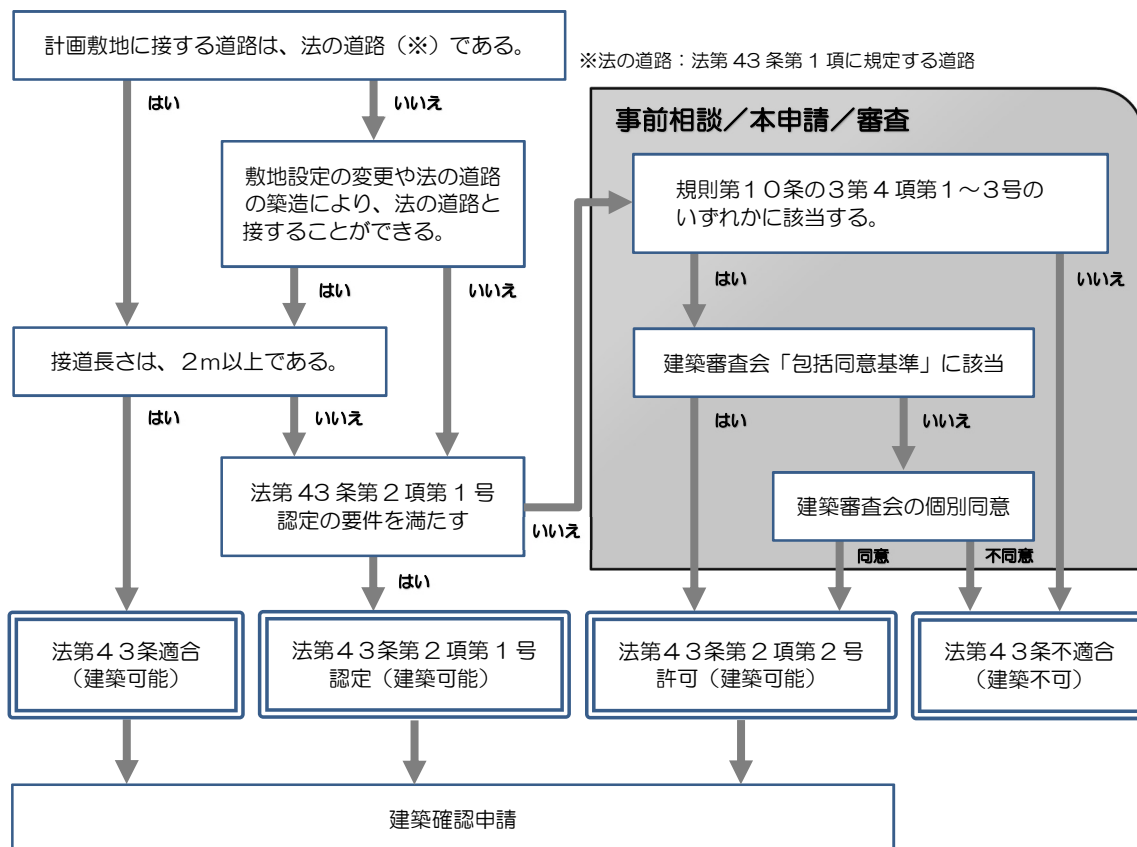 計画敷地に接する道路は、法の道路（※）である。
※法の道路：法第 43 条第 1 項に規定する道路
はい
いいえ
敷地設定の変更や法の道路
の築造により、法の道路と
接することができる。
はい
いいえ
接道長さは、２ｍ以上である。
はい
いいえ
法第 43 条第２項第１号
認定の要件を満たす
いいえ
はい
事前相談／本申請／審査
規則第１０条の３第４項第１～３号の
いずれかに該当する。
はい
いいえ
建築審査会「包括同意基準」に該当
はい
いいえ
建築審査会の個別同意
同意
不同意
法第４３条適合
（建築可能）
法第４３条第２項第１号
認定（建築可能）
法第４３条第２項第２号
許可（建築可能）
法第４３条不適合
（建築不可）
建築確認申請